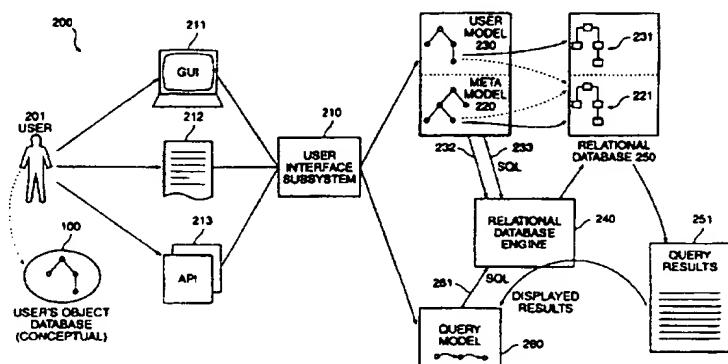 200
211
GUI
201
USER
212
210
USER
INTERFACE
SUBSYSTEM
213
API
100
USER'S OBJECT
DATABASE
(CONCEPTUAL)
USER
MODEL
230
META
MODEL
220
231
221
RELATIONAL
DATABASE 250
232
233
SQL
RELATIONAL
DATABASE
ENGINE
240
251
QUERY
RESULTS
261
SQL
DISPLAYED
RESULTS
QUERY
MODEL
260